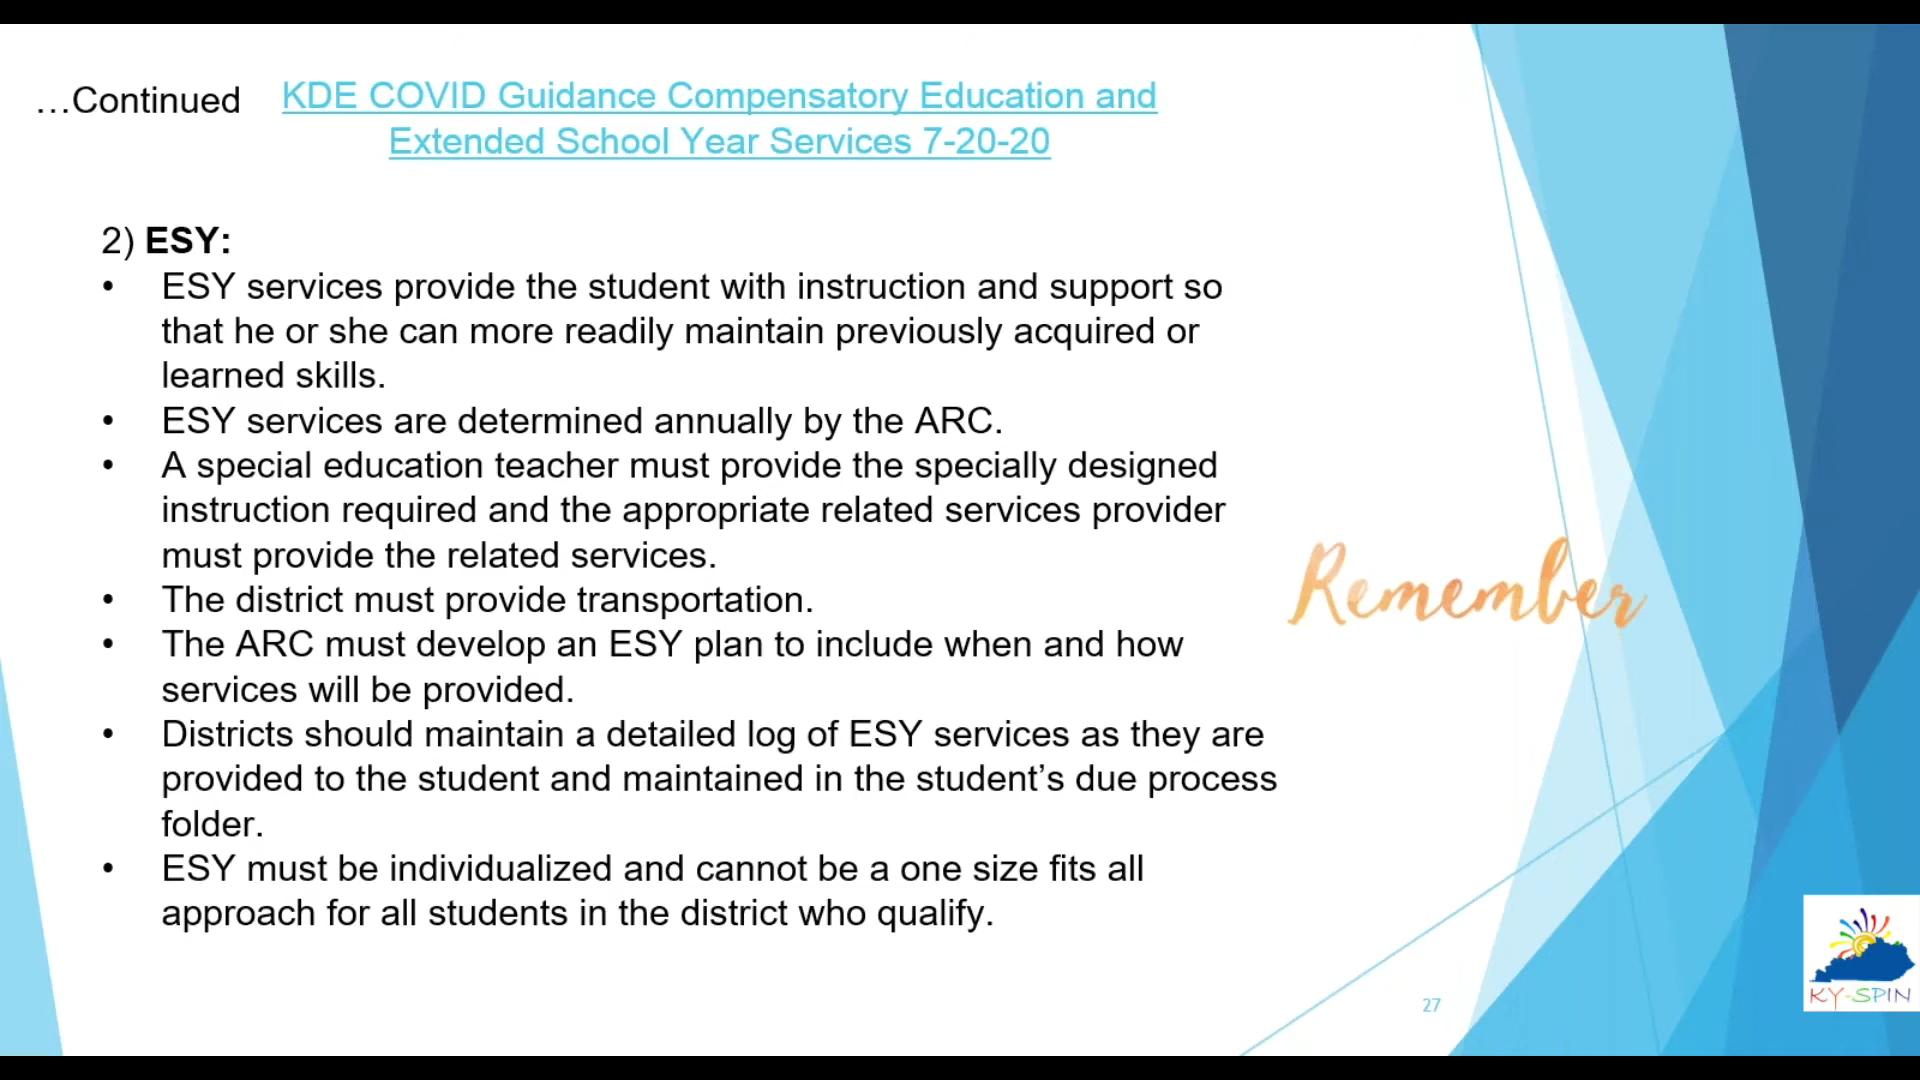 …Continued
KDE COVID Guidance Compensatory Education and
Extended School Year Services 7-20-20
2) ESY:
• ESY services provide the student with instruction and support so
that he or she can more readily maintain previously acquired or
learned skills.
• ESY services are determined annually by the ARC.
• A special education teacher must provide the specially designed
instruction required and the appropriate related services provider
must provide the related services.
• The district must provide transportation.
• The ARC must develop an ESY plan to include when and how
services will be provided.
• Districts should maintain a detailed log of ESY services as they are
provided to the student and maintained in the student’s due process
folder.
• ESY must be individualized and cannot be a one size fits all
approach for all students in the district who qualify.
Remember
27
KY-SPIN